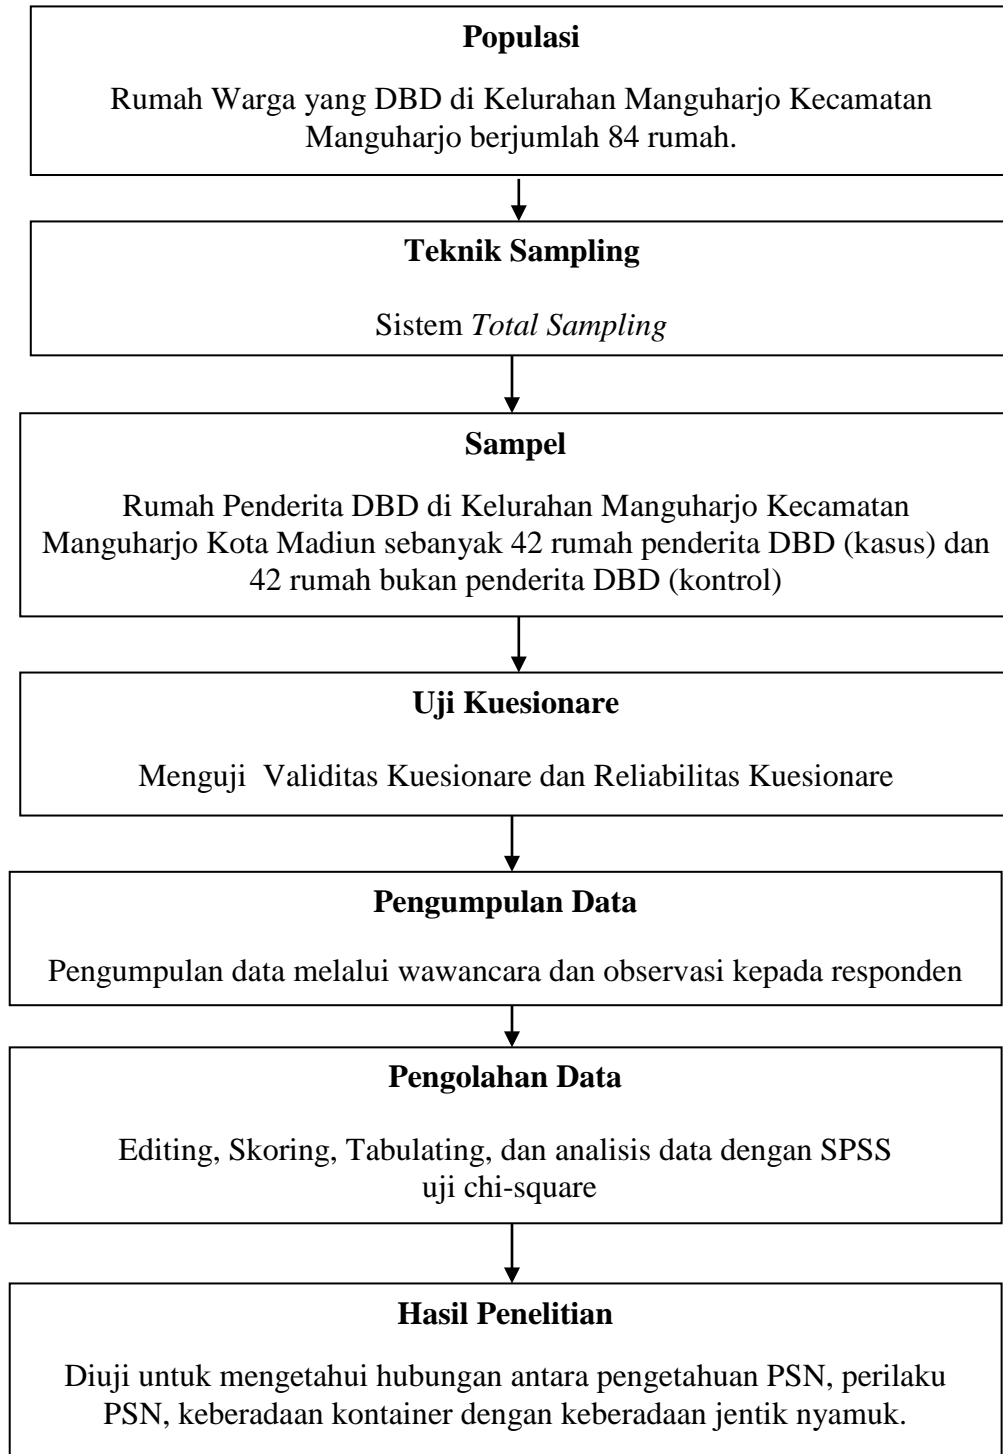 Populasi
Rumah Warga yang DBD di Kelurahan Manguharjo Kecamatan
Manguharjo berjumlah 84 rumah.
Teknik Sampling
Sistem Total Sampling
Sampel
Rumah Penderita DBD di Kelurahan Manguharjo Kecamatan
Manguharjo Kota Madiun sebanyak 42 rumah penderita DBD (kasus) dan
42 rumah bukan penderita DBD (kontrol)
Uji Kuesionare
Menguji Validitas Kuesionare dan Reliabilitas Kuesionare
Pengumpulan Data
Pengumpulan data melalui wawancara dan observasi kepada responden
Pengolahan Data
Editing, Skoring, Tabulating, dan analisis data dengan SPSS
uji chi-square
Hasil Penelitian
Diuji untuk mengetahui hubungan antara pengetahuan PSN, perilaku
PSN, keberadaan kontainer dengan keberadaan jentik nyamuk.